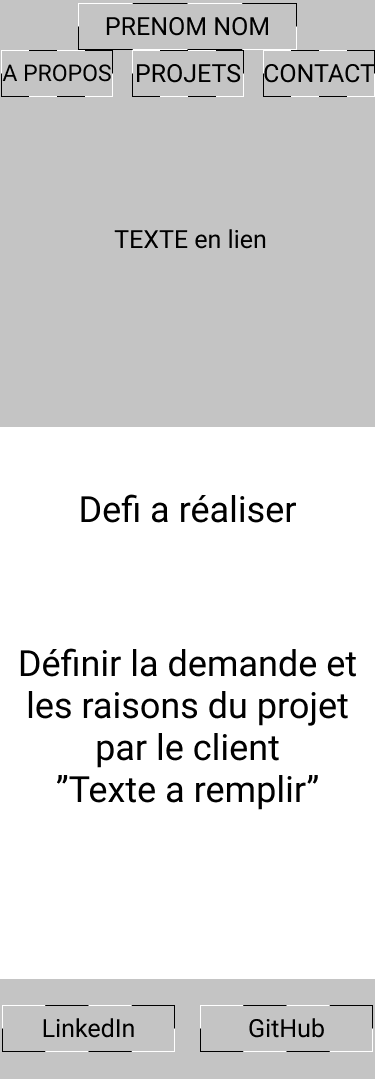 PRENOM NOM
A PROPOS PROJETS CONTACT
TEXTE en lien
Defi a réaliser
Définir la demande et
les raisons du projet
par le client
”Texte a remplir”
LinkedIn GitHub